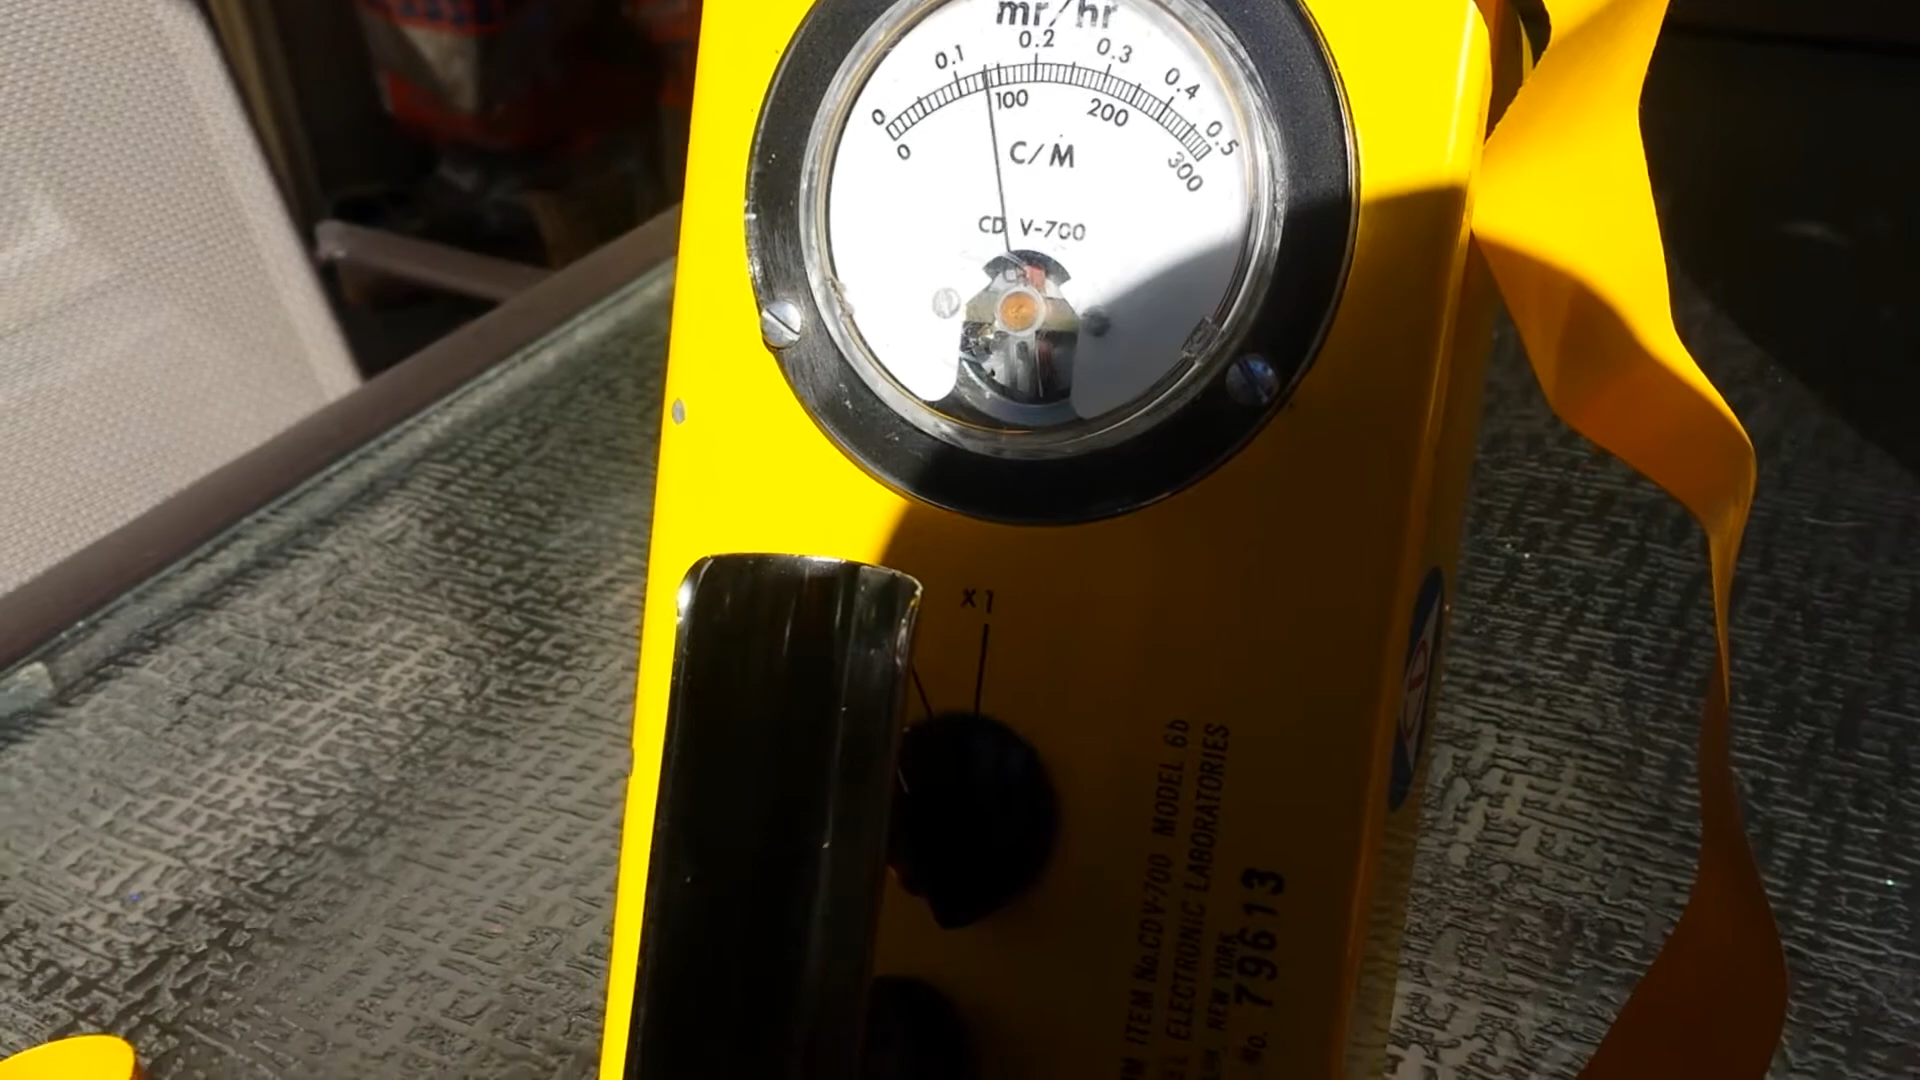 mr/hr
0 0.1 0.2 0.3 0.4 0.5
0 100 200 300
C/M
CD V-700
X1
ITEM No.CDV-700 MODEL 6b
ELECTRONIC LABORATORIES
NEW YORK
No. 79613